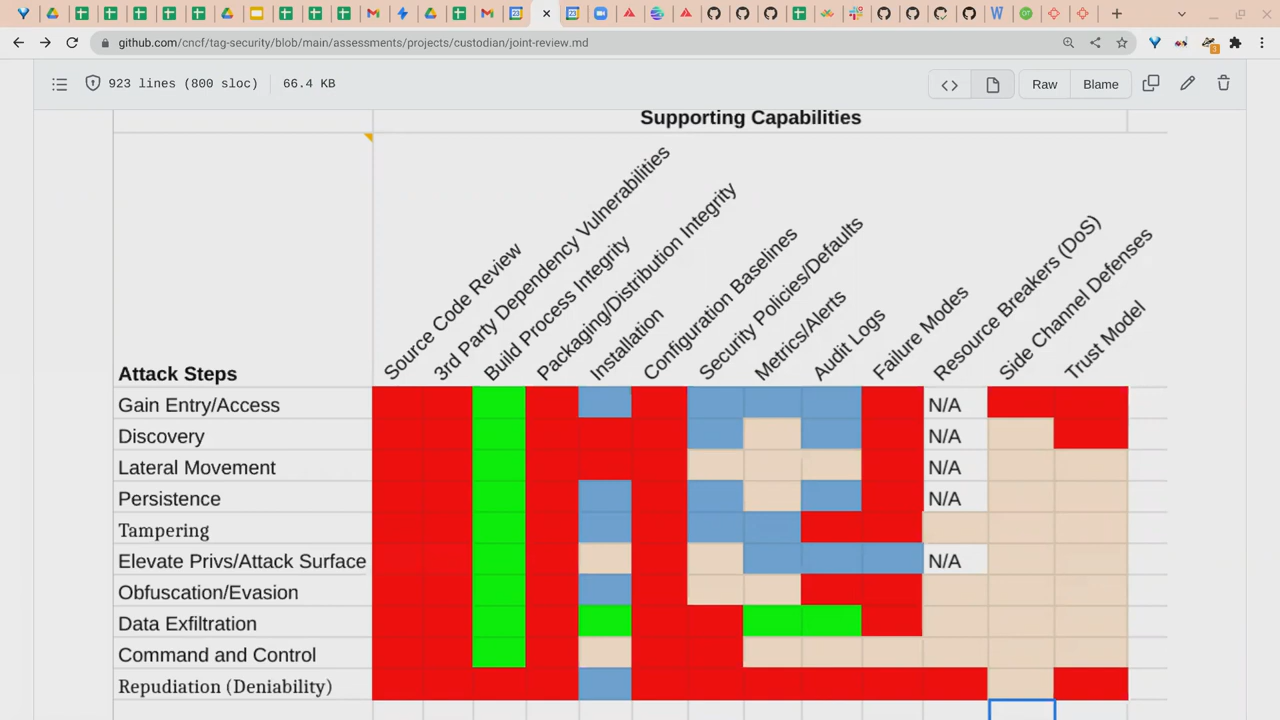 github.com/cncf/tag-security/blob/main/assessments/projects/custodian/joint-review.md
923 lines (800 sloc) 66.4 KB
Raw Blame
Supporting Capabilities
Attack Steps
Source Code Review
3rd Party Dependency Vulnerabilities
Build Process Integrity
Packaging/Distribution Integrity
Installation
Configuration Baselines
Security Policies/Defaults
Metrics/Alerts
Audit Logs
Failure Modes
Resource Breakers (DoS)
Side Channel Defenses
Trust Model
Gain Entry/Access N/A
Discovery N/A
Lateral Movement N/A
Persistence N/A
Tampering
Elevate Privs/Attack Surface N/A
Obfuscation/Evasion
Data Exfiltration
Command and Control
Repudiation (Deniability)